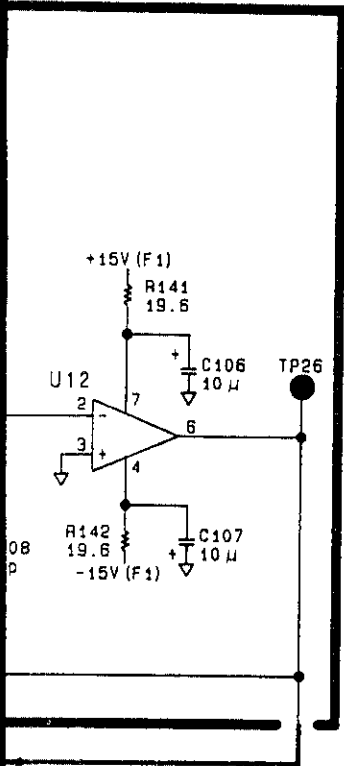 +15V(F1)
R141
19.6
+
C106
10 µ
TP26
U12
7
2
-
6
3
+
4
R142
19.6
-15V(F1)
C107
+
10 µ
08
p